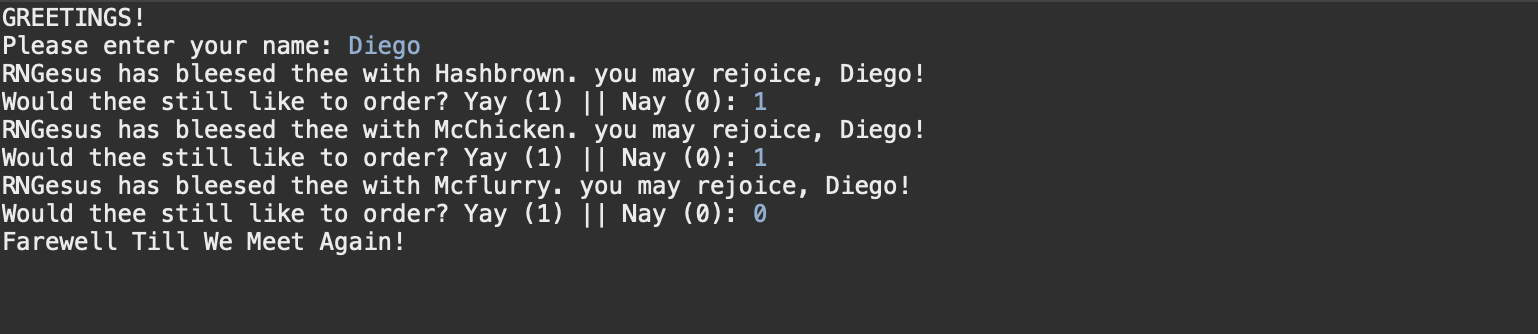 GREETINGS!
Please enter your name: Diego
RNGesus has bleesed thee with Hashbrown. you may rejoice, Diego!
Would thee still like to order? Yay (1) || Nay (0): 1
RNGesus has bleesed thee with McChicken. you may rejoice, Diego!
Would thee still like to order? Yay (1) || Nay (0): 1
RNGesus has bleesed thee with Mcflurry. you may rejoice, Diego!
Would thee still like to order? Yay (1) || Nay (0): 0
Farewell Till We Meet Again!